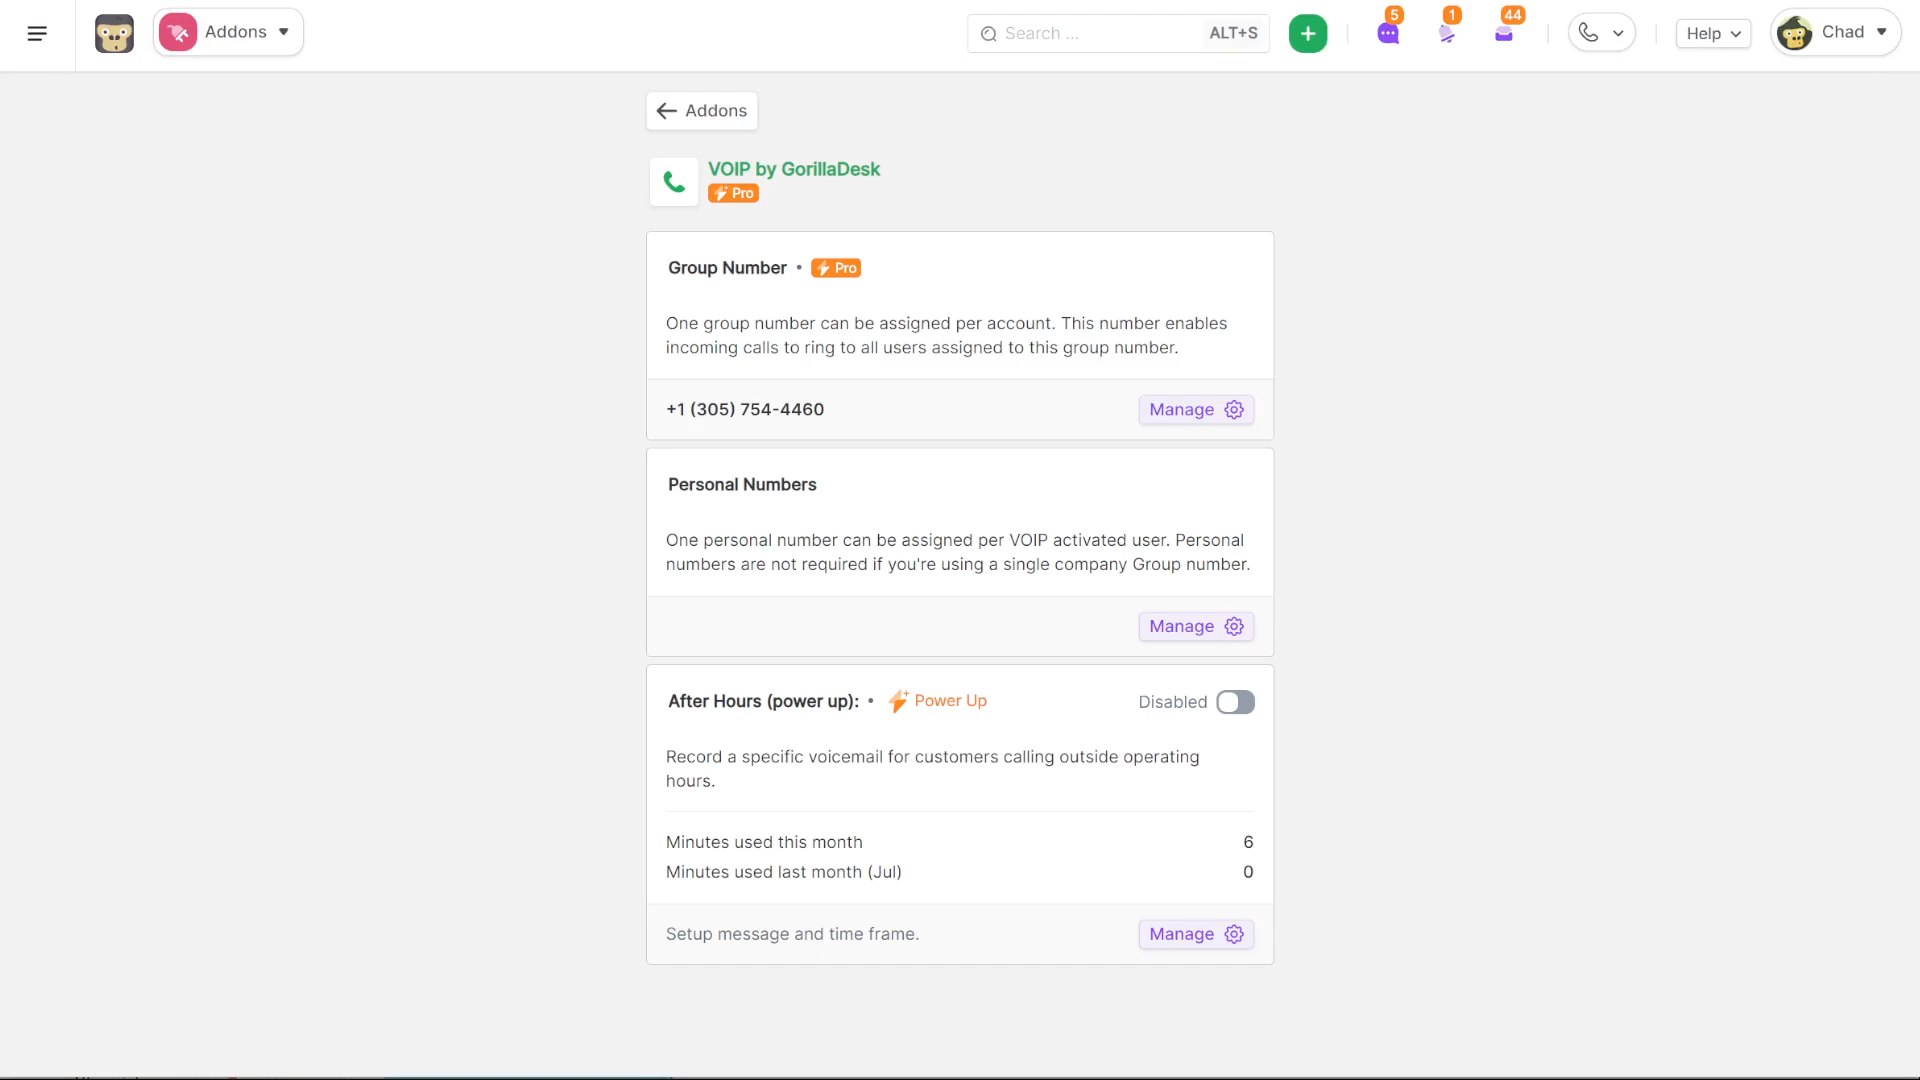 Addons
Search ...
ALT+S
5
1
44
Help
Chad
Addons
VOIP by GorillaDesk
Pro
Group Number • Pro
One group number can be assigned per account. This number enables
incoming calls to ring to all users assigned to this group number.
+1 (305) 754-4460
Manage
Personal Numbers
One personal number can be assigned per VOIP activated user. Personal
numbers are not required if you're using a single company Group number.
Manage
After Hours (power up): • Power Up
Disabled
Record a specific voicemail for customers calling outside operating
hours.
Minutes used this month 6
Minutes used last month (Jul) 0
Setup message and time frame.
Manage